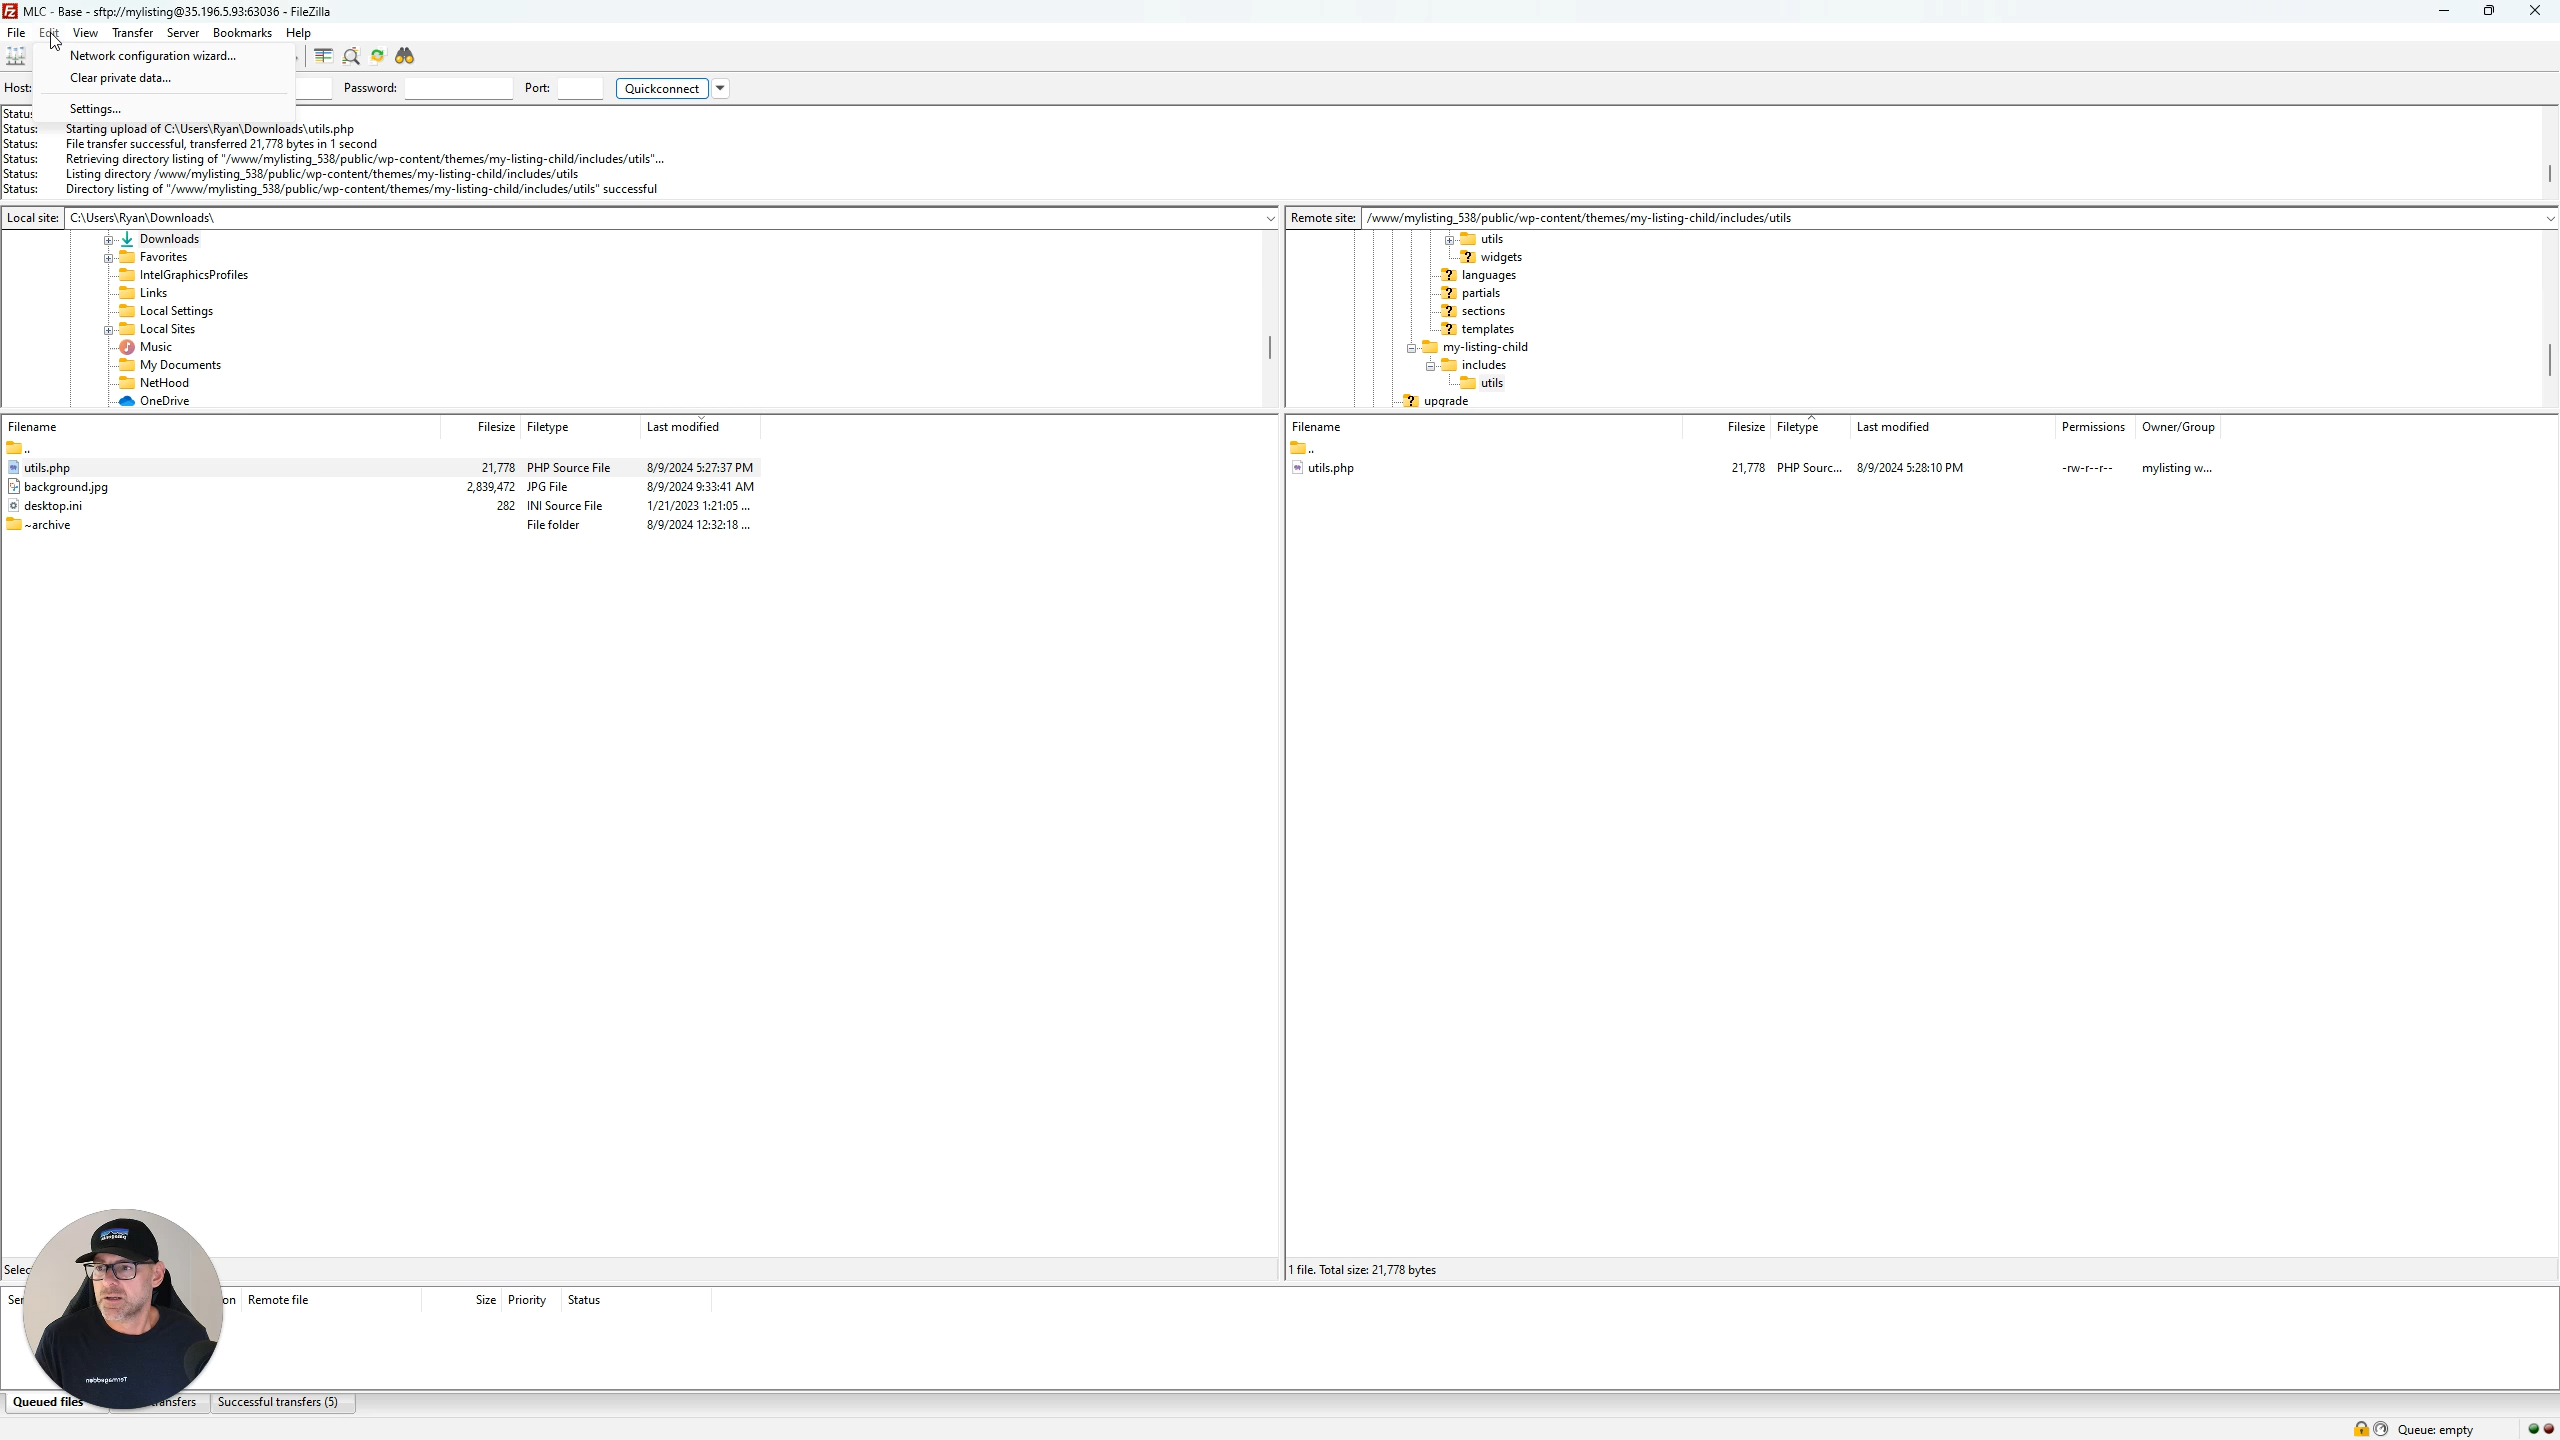 MLC - Base - sftp://mylisting@35.196.5.93:63036 - FileZilla
File Edit View Transfer Server Bookmarks Help
Network configuration wizard...
Clear private data...
Settings...
Host: Password: Port: Quickconnect
Status: Starting upload of C:\Users\Ryan\Downloads\utils.php
Status: File transfer successful, transferred 21,778 bytes in 1 second
Status: Retrieving directory listing of "/www/mylisting_538/public/wp-content/themes/my-listing-child/includes/utils"...
Status: Listing directory /www/mylisting_538/public/wp-content/themes/my-listing-child/includes/utils
Status: Directory listing of "/www/mylisting_538/public/wp-content/themes/my-listing-child/includes/utils" successful
Local site: C:\Users\Ryan\Downloads\
Downloads
Favorites
IntelGraphicsProfiles
Links
Local Settings
Local Sites
Music
My Documents
NetHood
OneDrive
Remote site: /www/mylisting_538/public/wp-content/themes/my-listing-child/includes/utils
utils
widgets
languages
partials
sections
templates
my-listing-child
includes
utils
upgrade
Filename Filesize Filetype Last modified
..
utils.php 21,778 PHP Source File 8/9/2024 5:27:37 PM
background.jpg 2,839,472 JPG File 8/9/2024 9:33:41 AM
desktop.ini 282 INI Source File 1/21/2023 1:21:05 ...
~archive File folder 8/9/2024 12:32:18 ...
Filename Filesize Filetype Last modified Permissions Owner/Group
..
utils.php 21,778 PHP Sourc... 8/9/2024 5:28:10 PM -rw-r--r-- mylisting w...
1 file. Total size: 21,778 bytes
Remote file Size Priority Status
Queued files Successful transfers (5)
Queue: empty